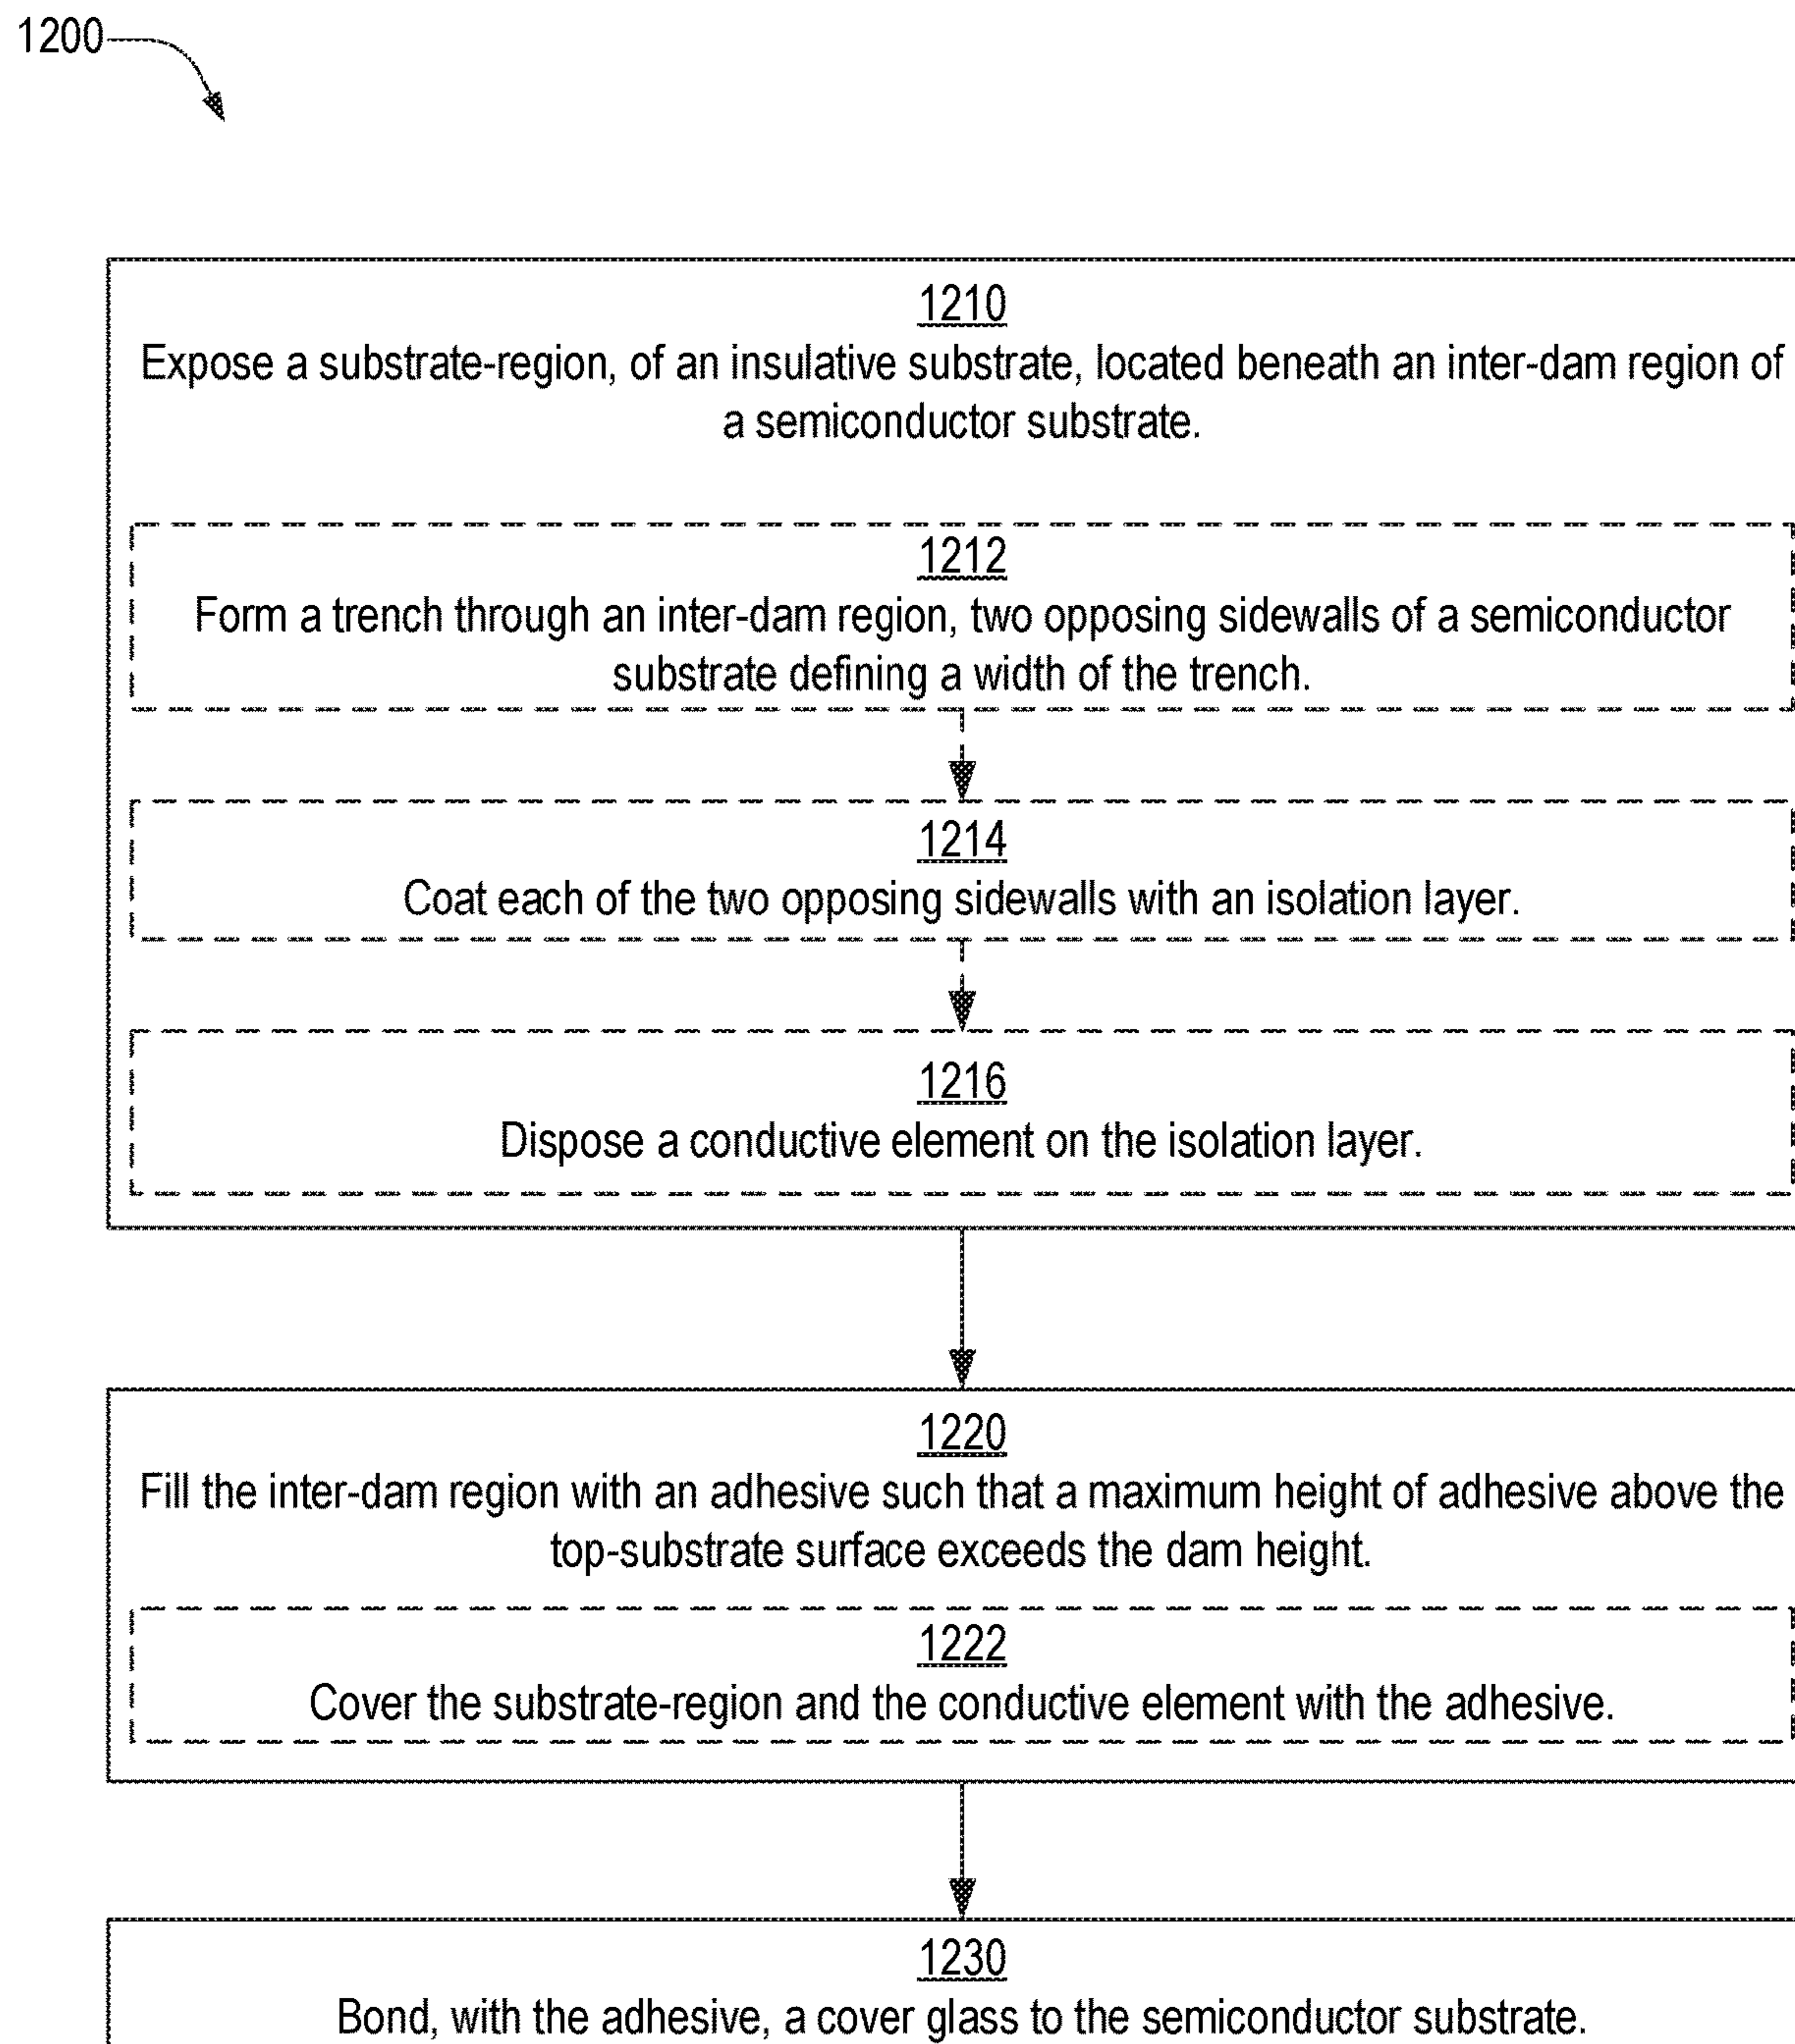 1200
1210
Expose a substrate-region, of an insulative substrate, located beneath an inter-dam region of
a semiconductor substrate.
1212
Form a trench through an inter-dam region, two opposing sidewalls of a semiconductor
substrate defining a width of the trench.
1214
Coat each of the two opposing sidewalls with an isolation layer.
1216
Dispose a conductive element on the isolation layer.
1220
Fill the inter-dam region with an adhesive such that a maximum height of adhesive above the
top-substrate surface exceeds the dam height.
1222
Cover the substrate-region and the conductive element with the adhesive.
1230
Bond, with the adhesive, a cover glass to the semiconductor substrate.